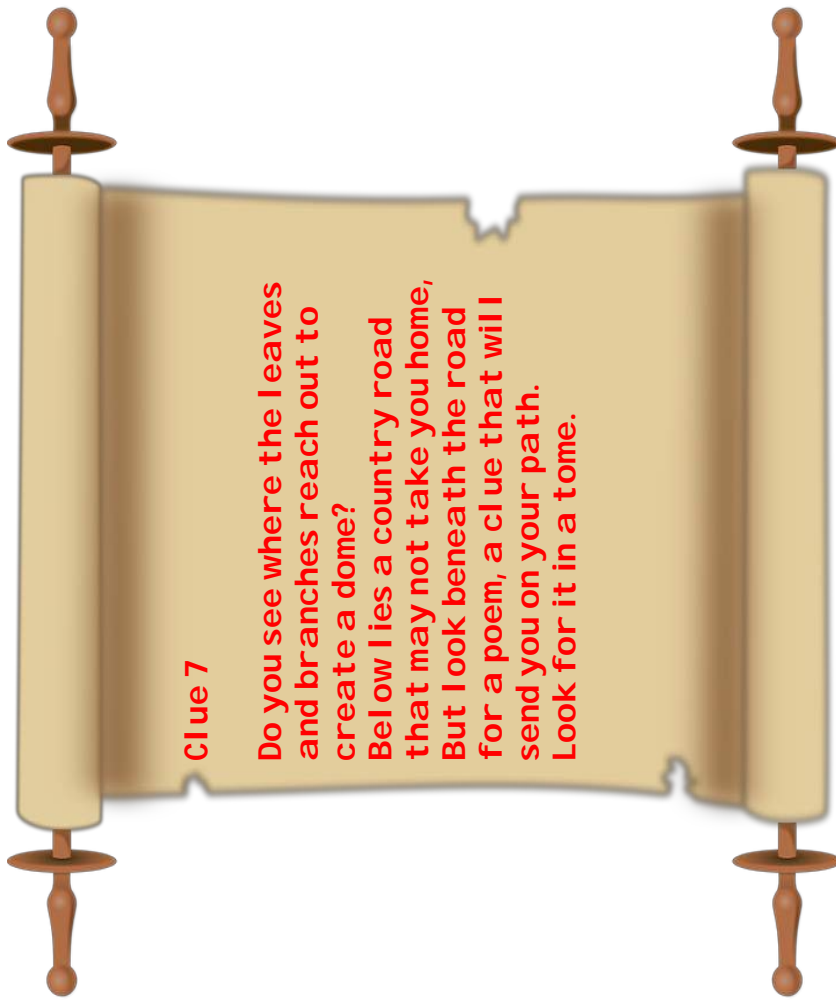 Clue 7
Do you see where the leaves
and branches reach out to
create a dome?
Below lies a country road
that may not take you home,
But look beneath the road
for a poem, a clue that will
send you on your path.
Look for it in a tome.